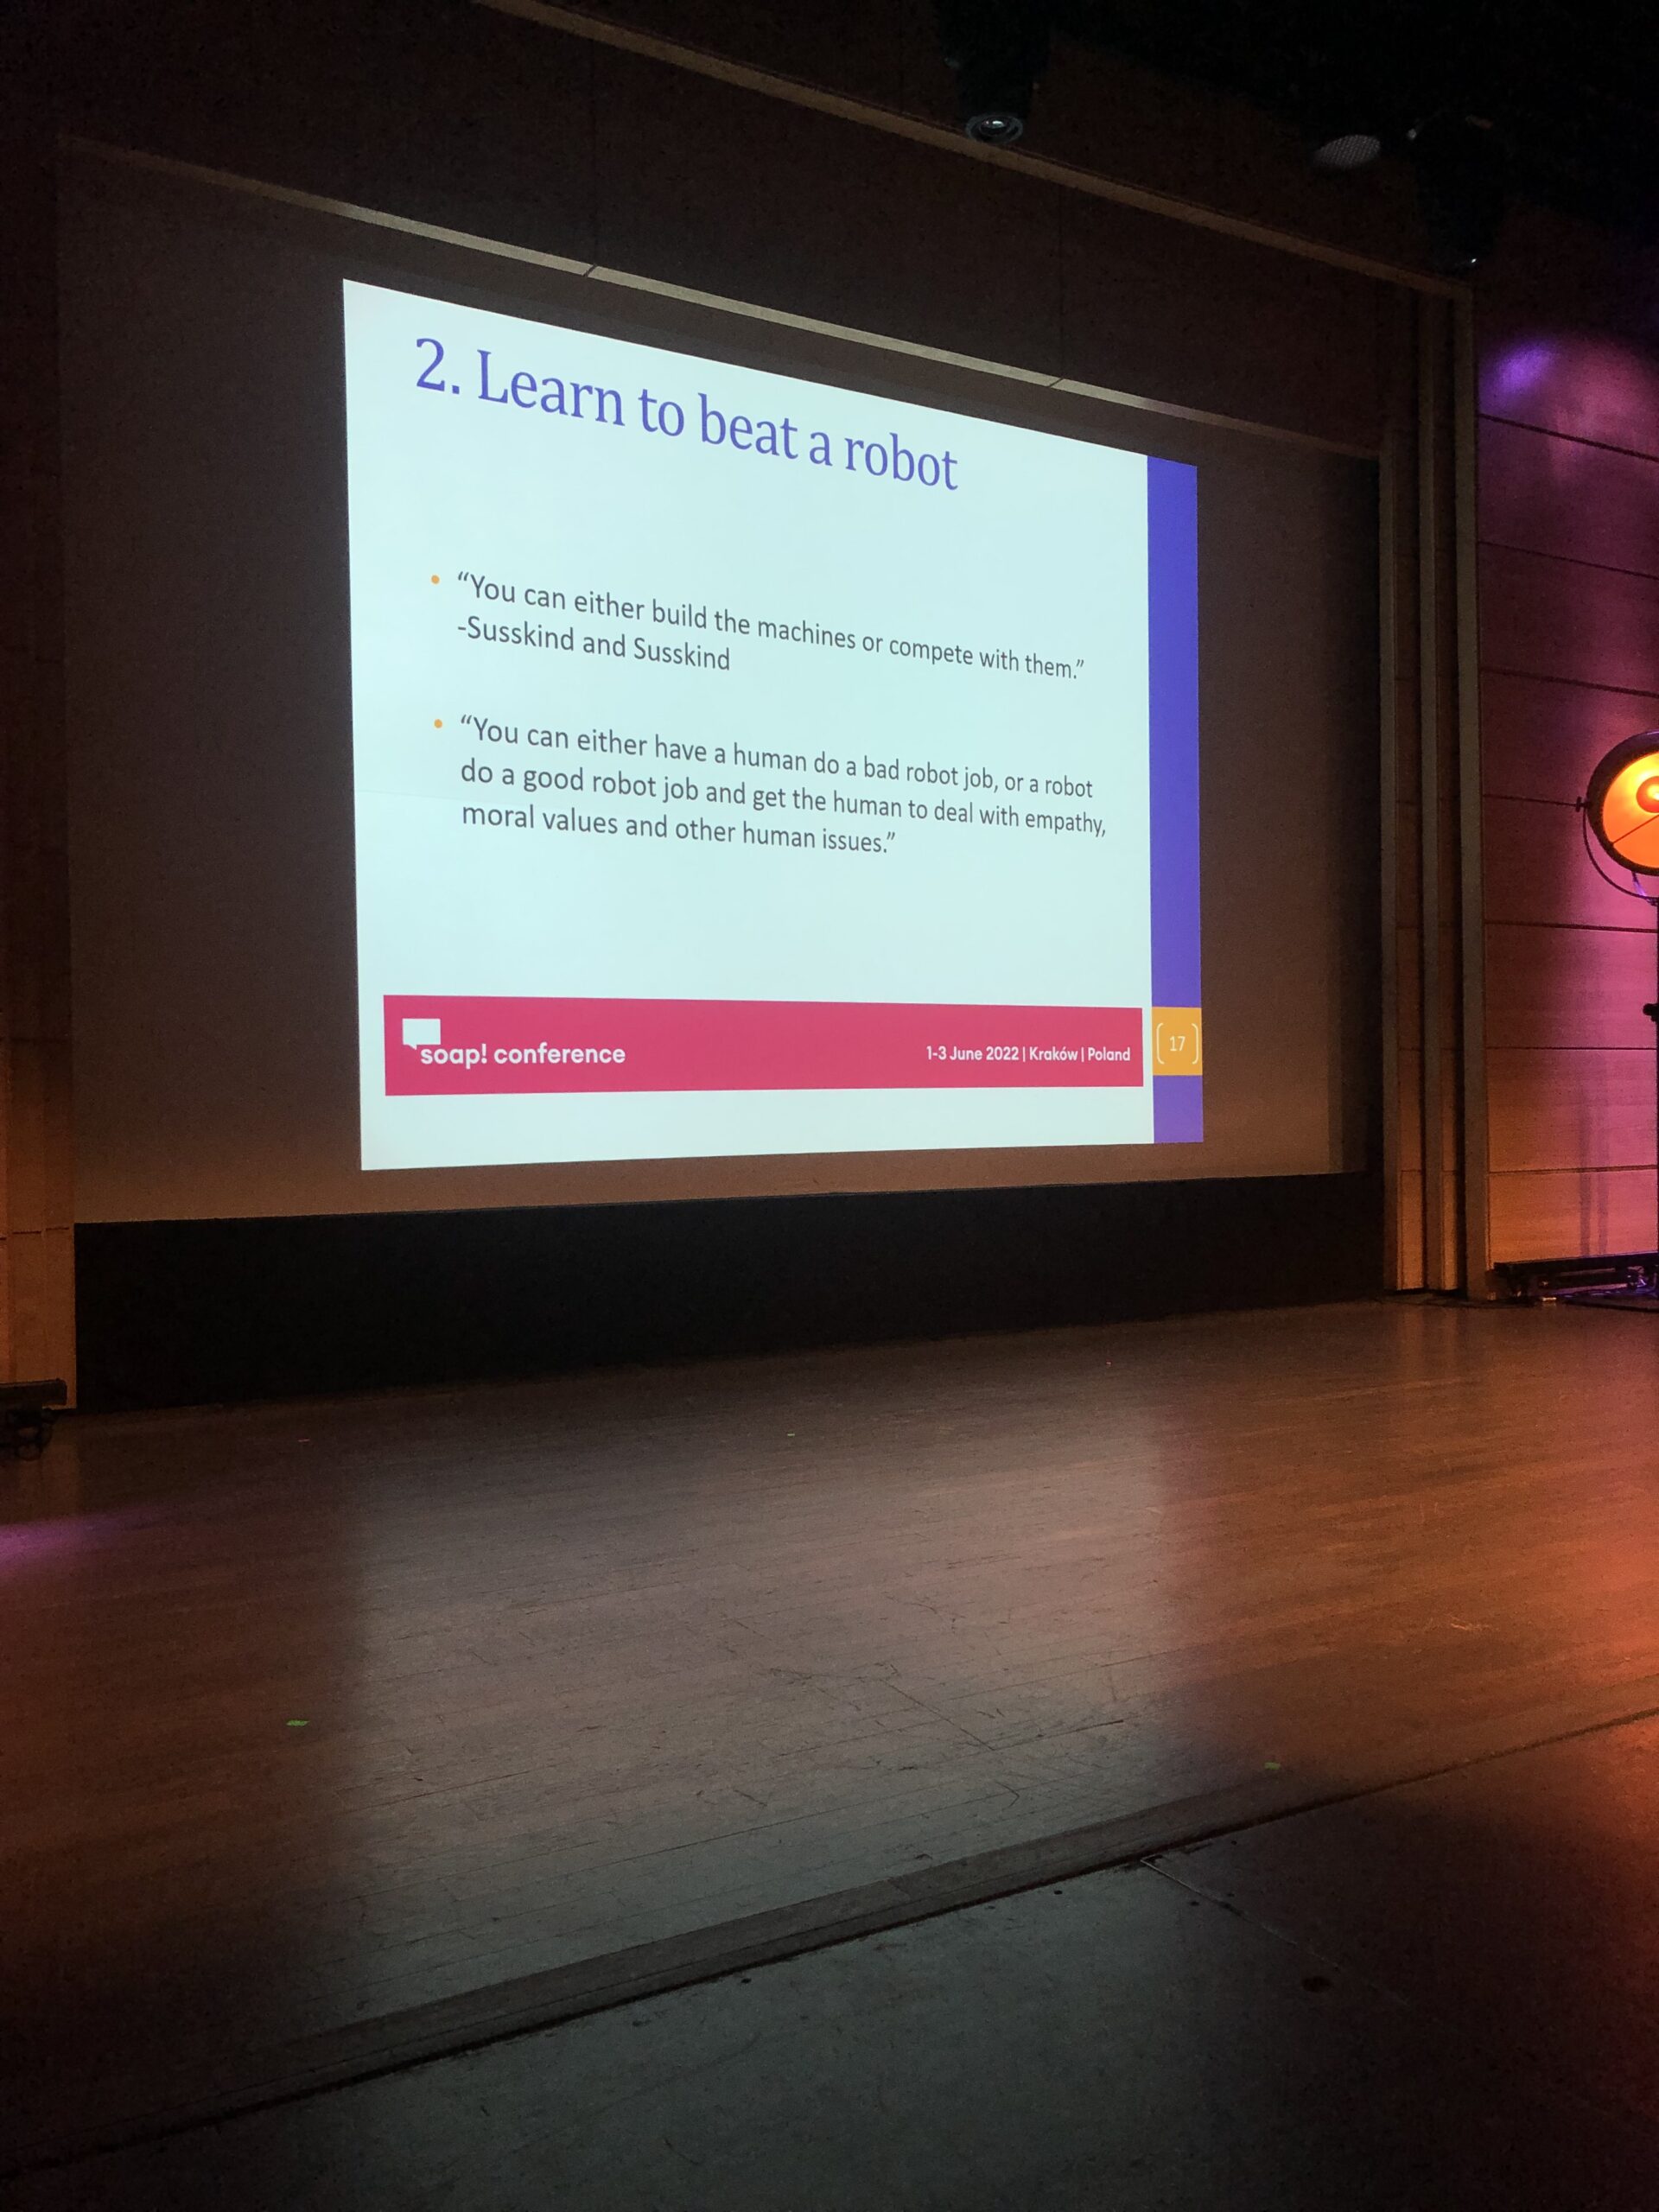 2. Learn to beat a robot
• “You can either build the machines or compete with them.”
-Susskind and Susskind
• “You can either have a human do a bad robot job, or a robot
do a good robot job and get the human to deal with empathy,
moral values and other human issues.”
soap! conference
1-3 June 2022 | Kraków | Poland
17